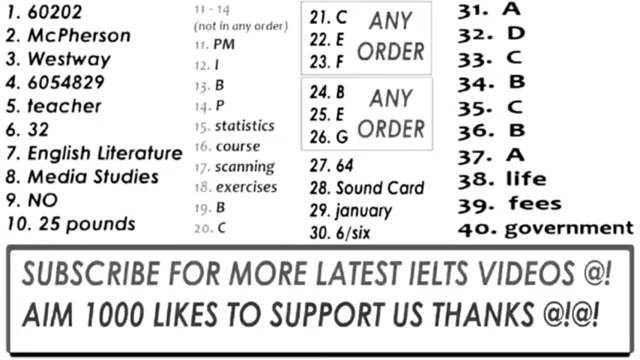 1. 60202
2. McPherson
3. Westway
4. 6054829
5. teacher
6. 32
7. English Literature
8. Media Studies
9. NO
10. 25 pounds
11 - 14
(not in any order)
11. PM
12. I
13. B
14. P
15. statistics
16. course
17. scanning
18. exercises
19. B
20. C
21. C
22. E
23. F
ANY
ORDER
24. B
25. E
26. G
ANY
ORDER
27. 64
28. Sound Card
29. january
30. 6/six
31. A
32. D
33. C
34. B
35. C
36. B
37. A
38. life
39. fees
40. government
SUBSCRIBE FOR MORE LATEST IELTS VIDEOS @!
AIM 1000 LIKES TO SUPPORT US THANKS @!@!